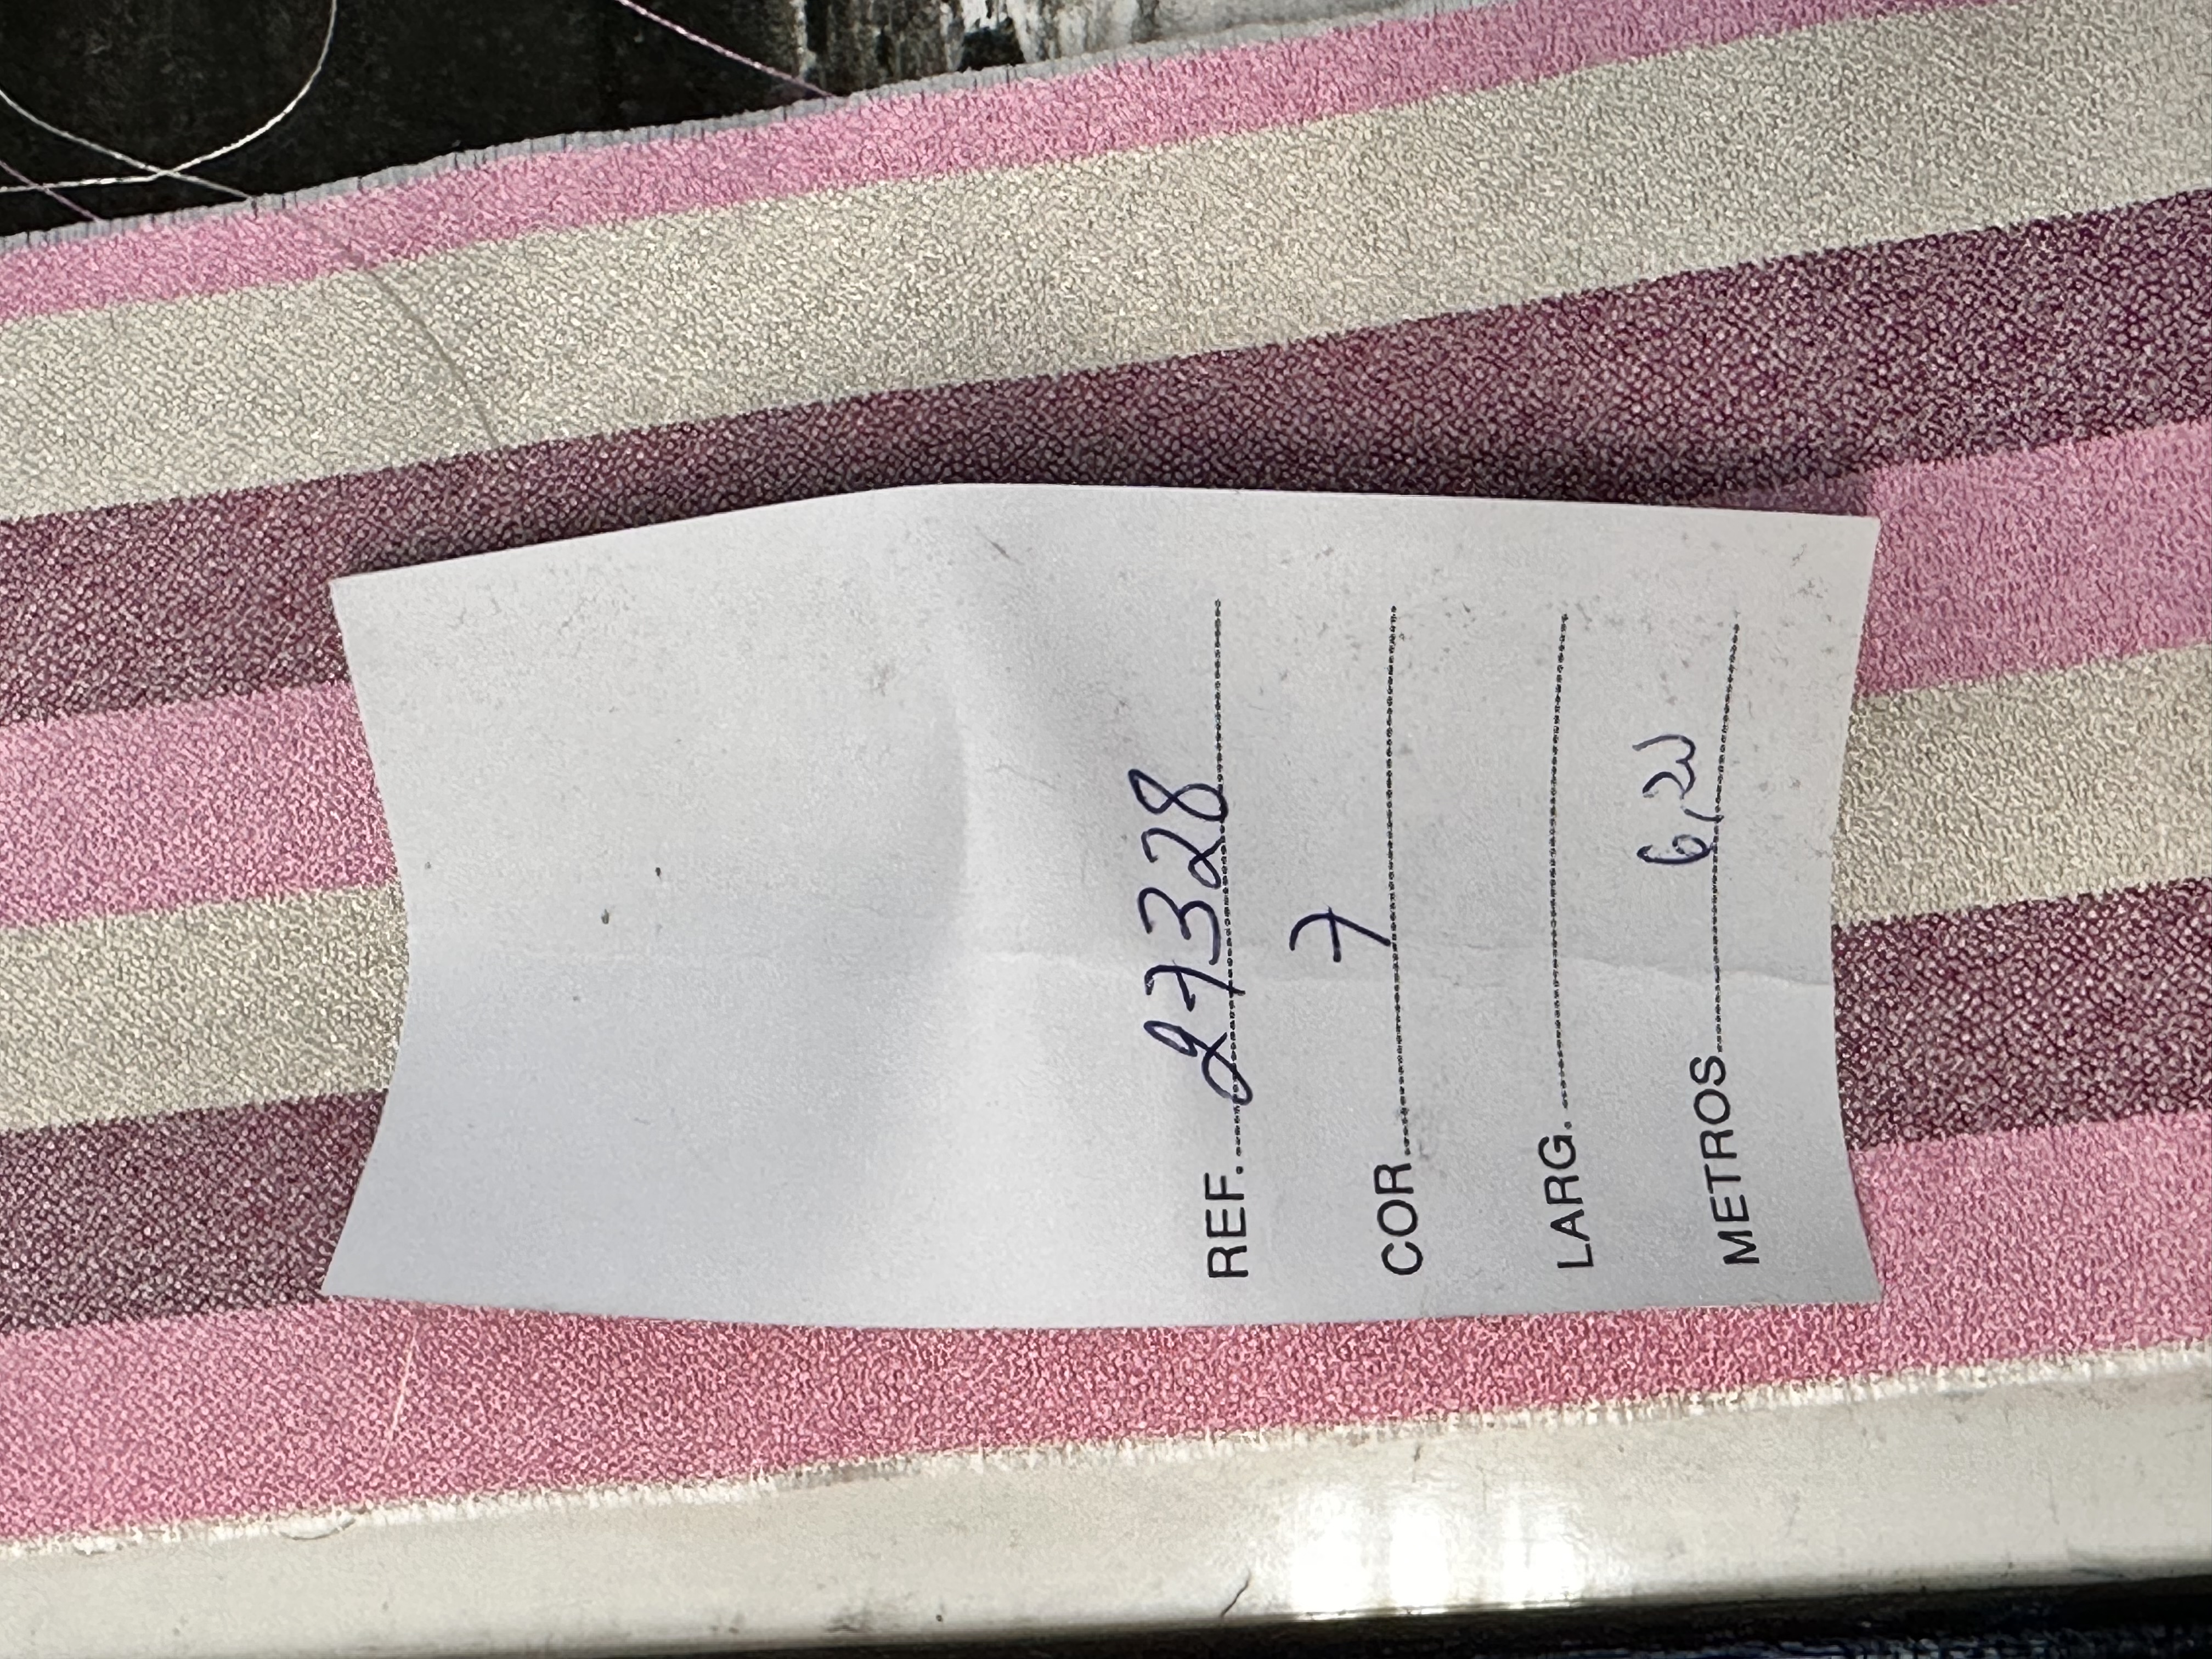 REF. 27328
COR 7
LARG.
METROS 6,20